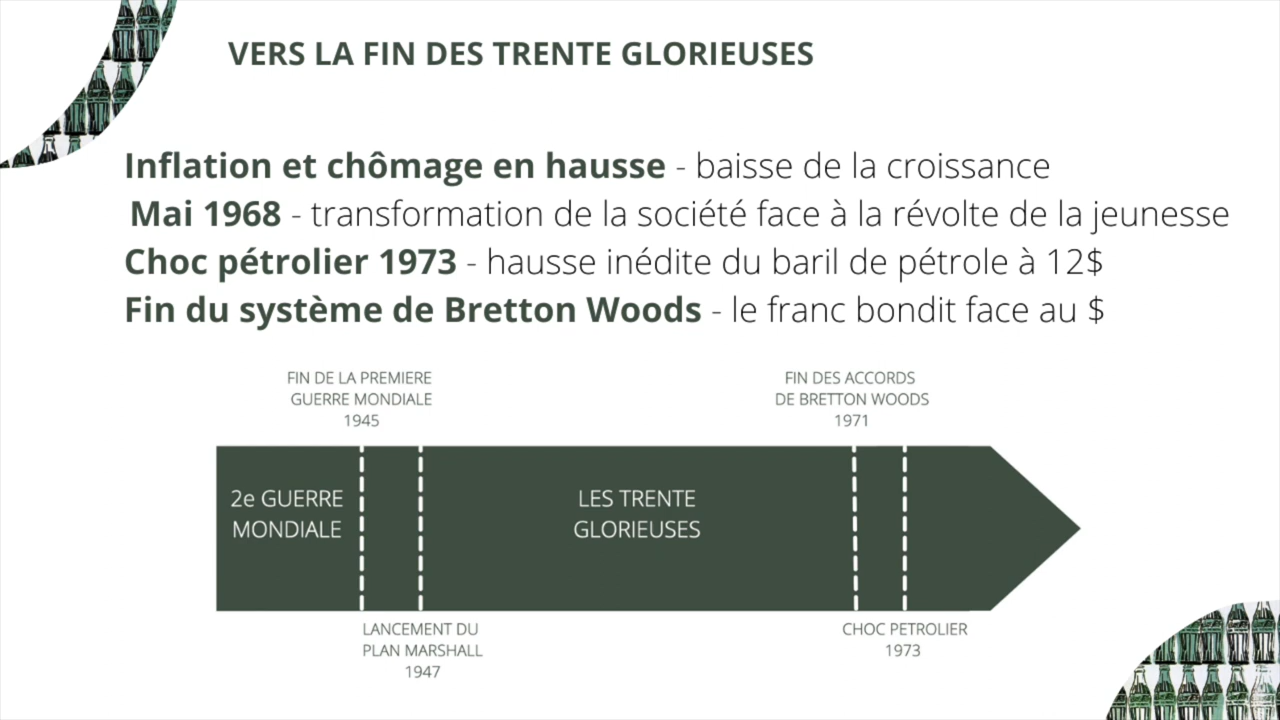 VERS LA FIN DES TRENTE GLORIEUSES
Inflation et chômage en hausse - baisse de la croissance
Mai 1968 - transformation de la société face à la révolte de la jeunesse
Choc pétrolier 1973 - hausse inédite du baril de pétrole à 12$
Fin du système de Bretton Woods - le franc bondit face au $
FIN DE LA PREMIERE
GUERRE MONDIALE
1945
FIN DES ACCORDS
DE BRETTON WOODS
1971
2e GUERRE
MONDIALE
LES TRENTE
GLORIEUSES
LANCEMENT DU
PLAN MARSHALL
1947
CHOC PETROLIER
1973